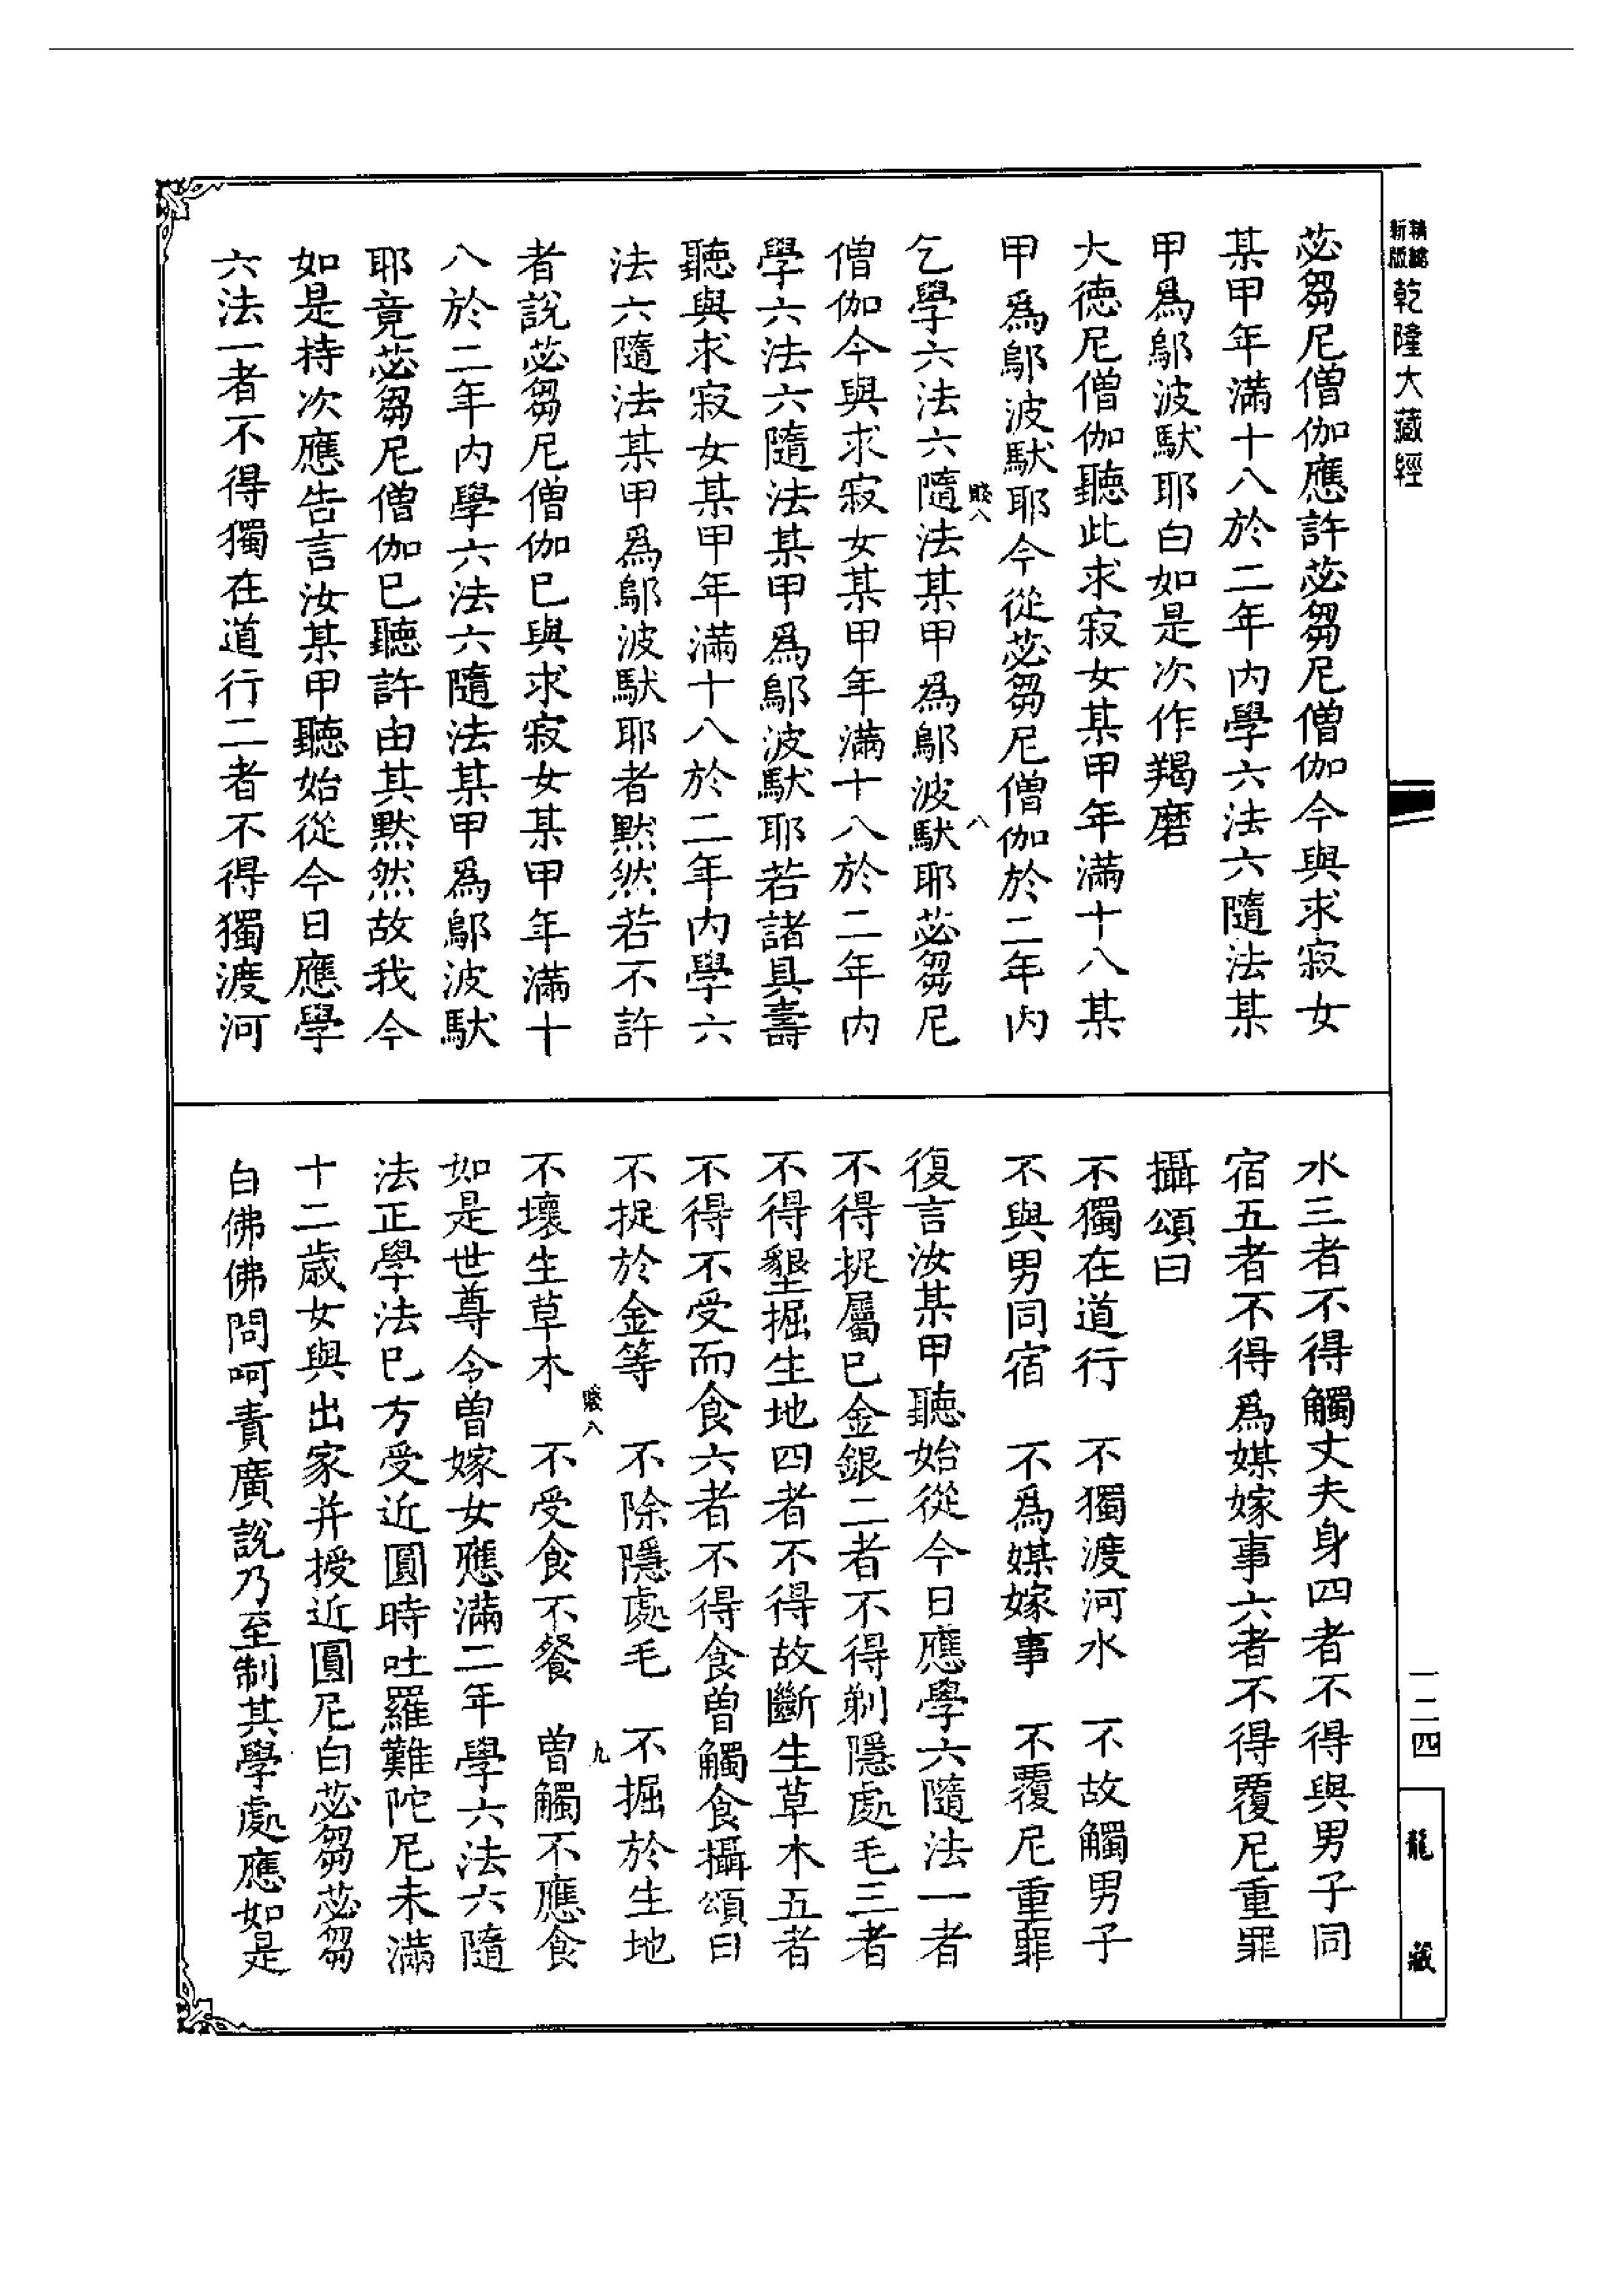 新版
精縮
乾隆大藏經
一二四
龍藏
苾芻尼僧伽應許苾芻尼僧伽今與求寂女
某甲年滿十八於二年內學六法六隨法某
甲爲鄔波馱耶白如是次作羯磨
大德尼僧伽聽此求寂女某甲年滿十八某
甲爲鄔波馱耶今從苾芻尼僧伽於二年內
賤八
八
乞學六法六隨法某甲爲鄔波馱耶苾芻尼
僧伽今與求寂女某甲年滿十八於二年內
學六法六隨法某甲爲鄔波馱耶若諸具壽
聽與求寂女某甲年滿十八於二年內學六
法六隨法某甲爲鄔波馱耶者默然若不許
者說苾芻尼僧伽已與求寂女某甲年滿十
八於二年內學六法六隨法某甲爲鄔波馱
耶竟苾芻尼僧伽已聽許由其默然故我今
如是持次應告言汝某甲聽始從今日應學
六法一者不得獨在道行二者不得獨渡河
水三者不得觸丈夫身四者不得與男子同
宿五者不得爲媒嫁事六者不得覆尼重罪
攝頌曰
不獨在道行　不獨渡河水　不故觸男子
不與男同宿　不爲媒嫁事　不覆尼重罪
復言汝某甲聽始從今日應學六隨法一者
不得捉屬己金銀二者不得剃隱處毛三者
不得墾掘生地四者不得故斷生草木五者
不得不受而食六者不得食曾觸食攝頌曰
不捉於金等　不除隱處毛　不掘於生地
賤八
九
不壞生草木　不受食不餐　曾觸不應食
如是世尊令曾嫁女應滿二年學六法六隨
法正學法已方受近圓時吐羅難陀尼未滿
十二歲女與出家并授近圓尼白苾芻苾芻
白佛佛問呵責廣說乃至制其學處應如是